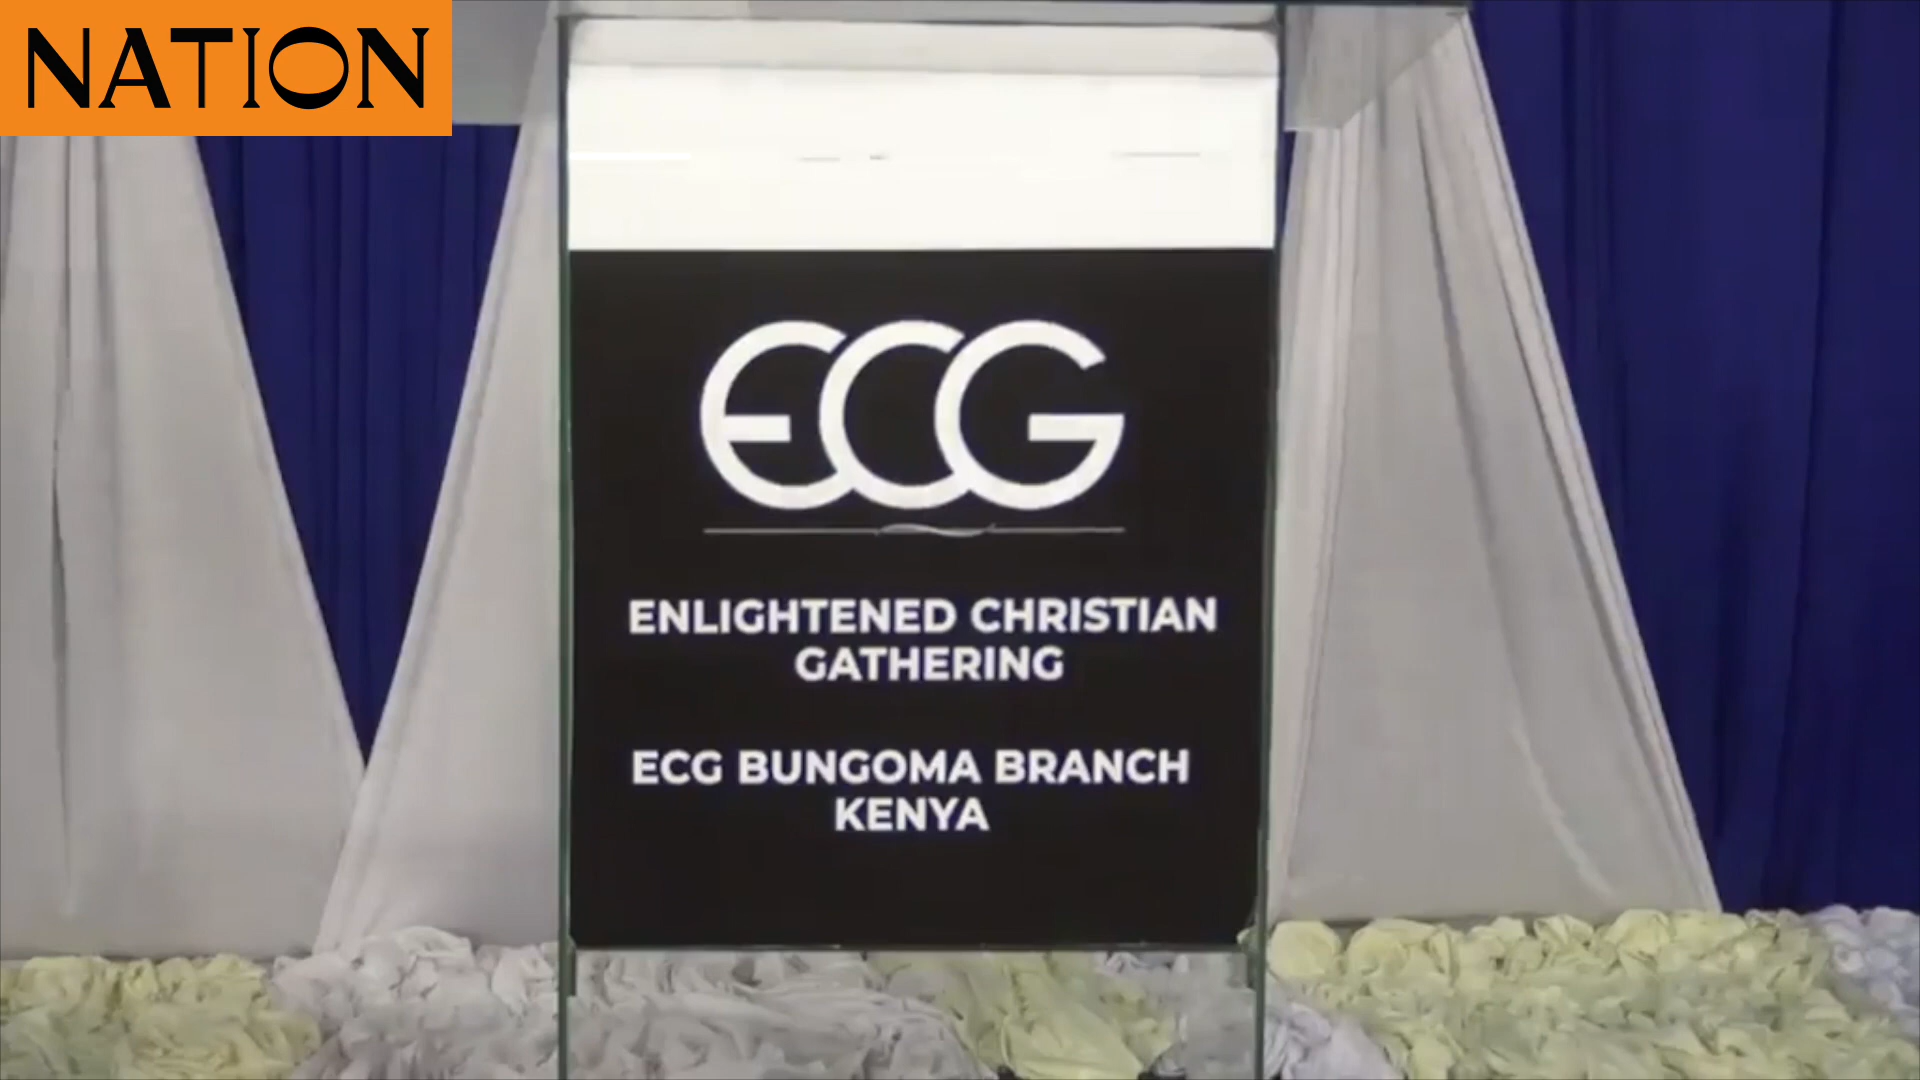 NATION
ECG
ENLIGHTENED CHRISTIAN
GATHERING
ECG BUNGOMA BRANCH
KENYA